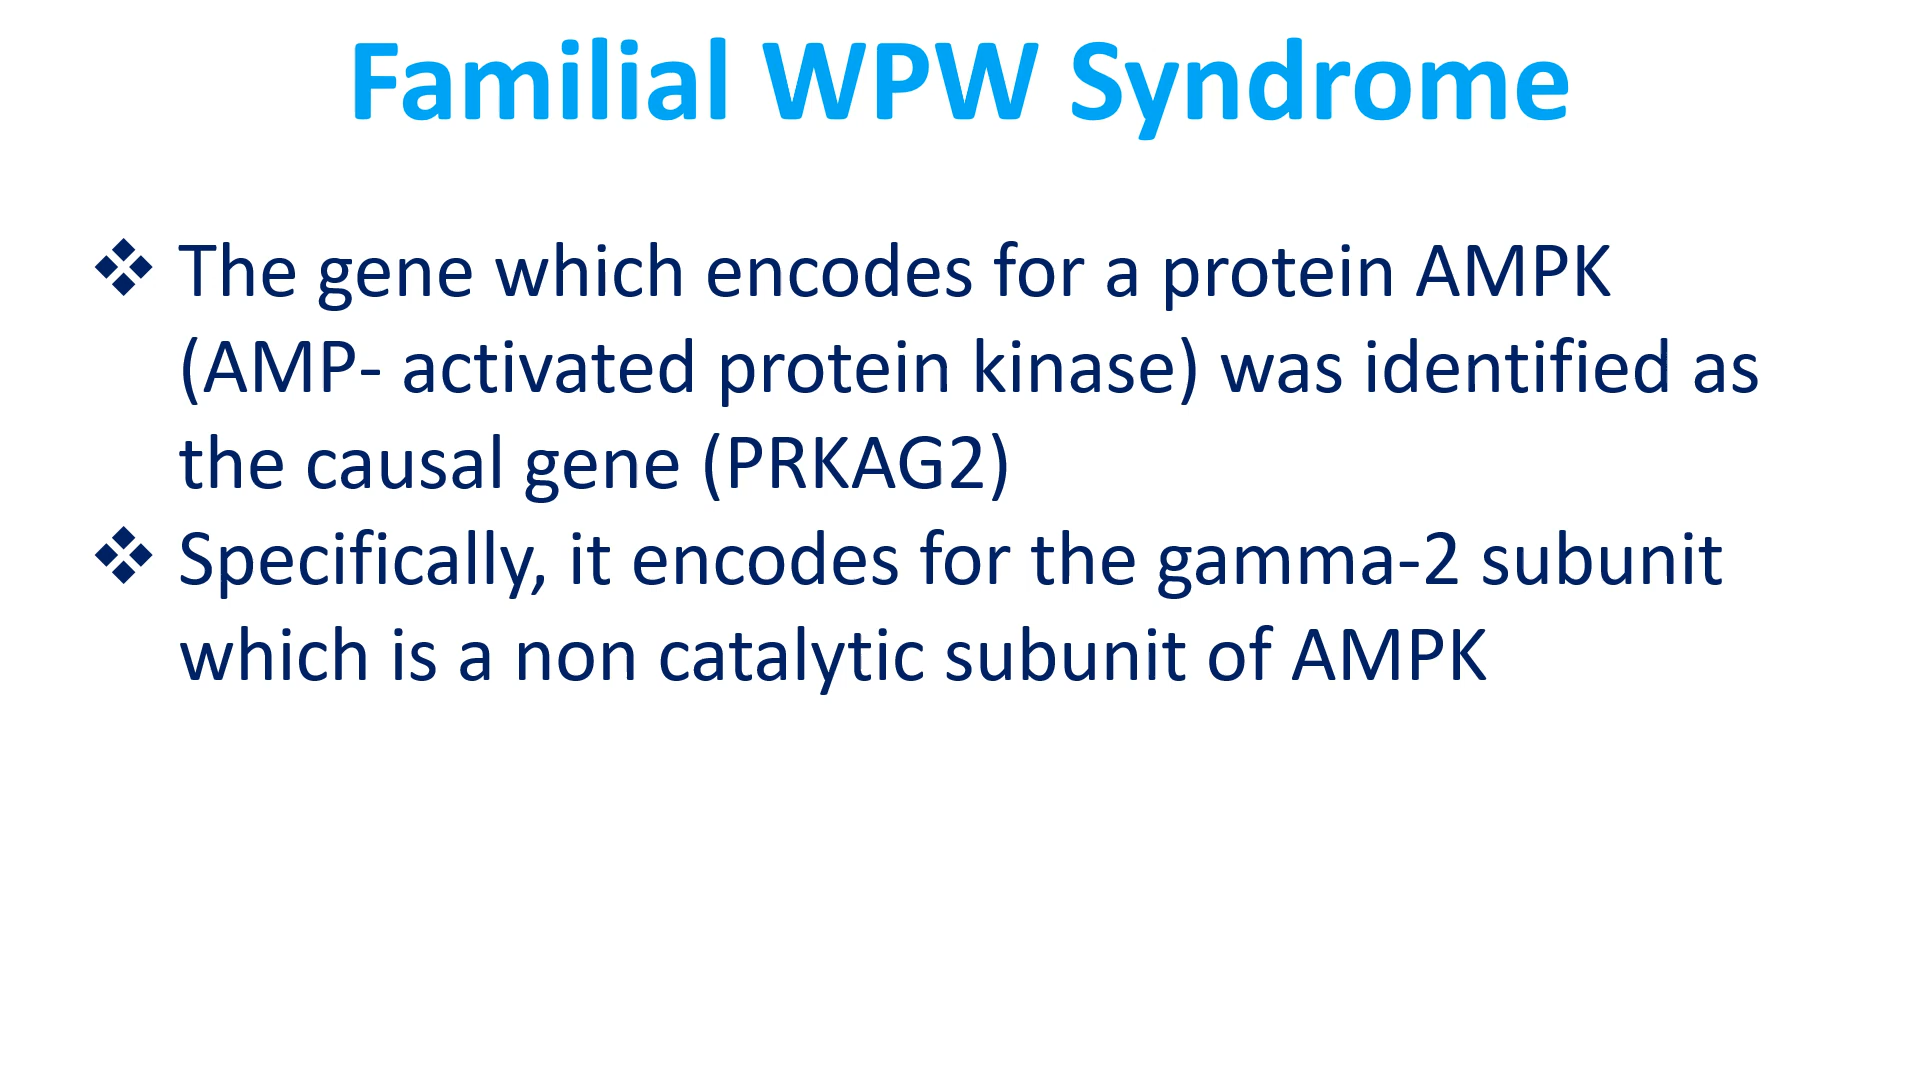 Familial WPW Syndrome
❖ The gene which encodes for a protein AMPK
(AMP- activated protein kinase) was identified as
the causal gene (PRKAG2)
❖ Specifically, it encodes for the gamma-2 subunit
which is a non catalytic subunit of AMPK